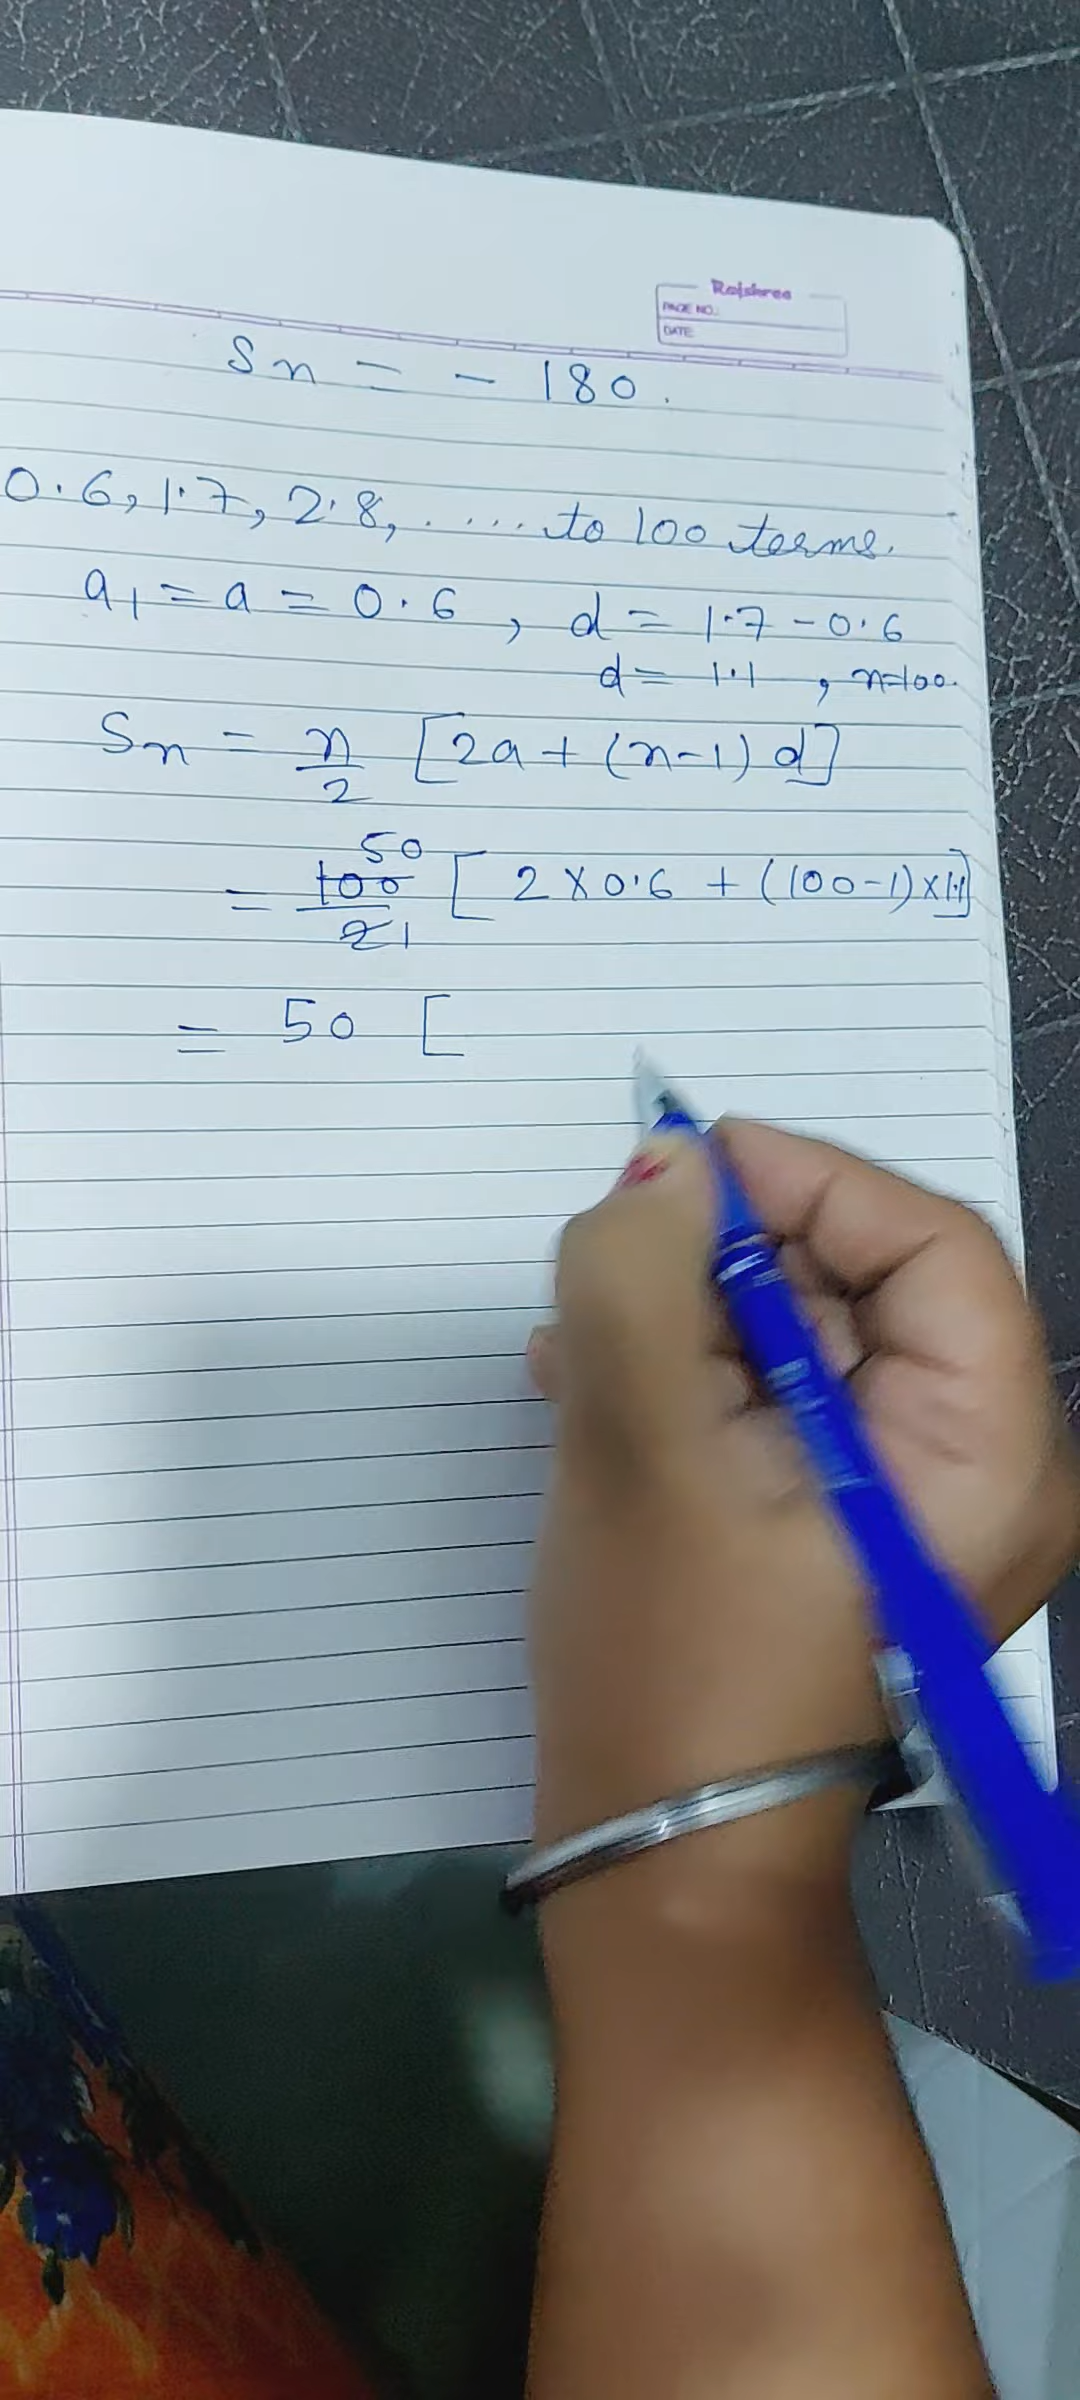 Rajshree
PAGE NO.:
DATE:
Sn = - 180.
0.6, 1.7, 2.8, ..... to 100 terms.
a1 = a = 0.6 , d = 1.7 - 0.6
d = 1.1 , n=100.
Sn = n/2 [2a + (n-1) d]
50
= 100/2 1 [ 2 × 0.6 + (100-1) × 1.1]
= 50 [